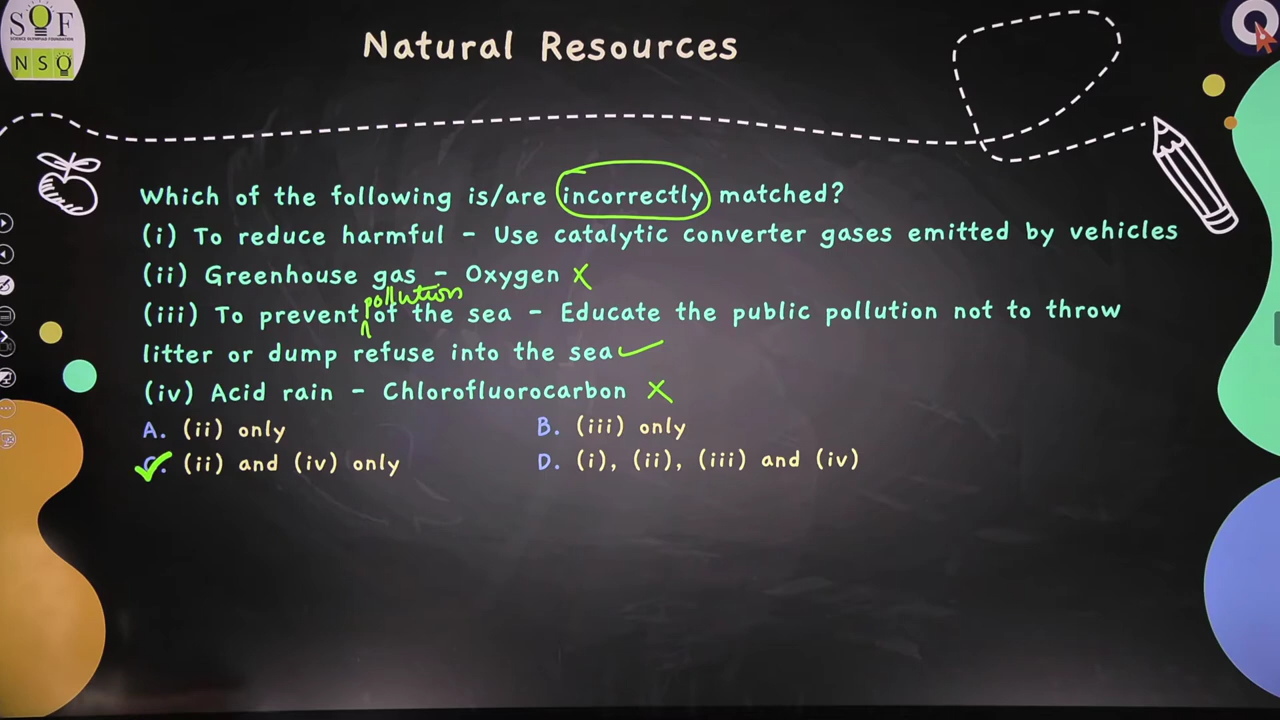 SOF
SCIENCE OLYMPIAD FOUNDATION
NSO
Natural Resources
Which of the following is/are incorrectly matched?
(i) To reduce harmful - Use catalytic converter gases emitted by vehicles
(ii) Greenhouse gas - Oxygen X
pollution
(iii) To prevent of the sea - Educate the public pollution not to throw
litter or dump refuse into the sea ✓
(iv) Acid rain - Chlorofluorocarbon X
A. (ii) only
B. (iii) only
C. (ii) and (iv) only
D. (i), (ii), (iii) and (iv)